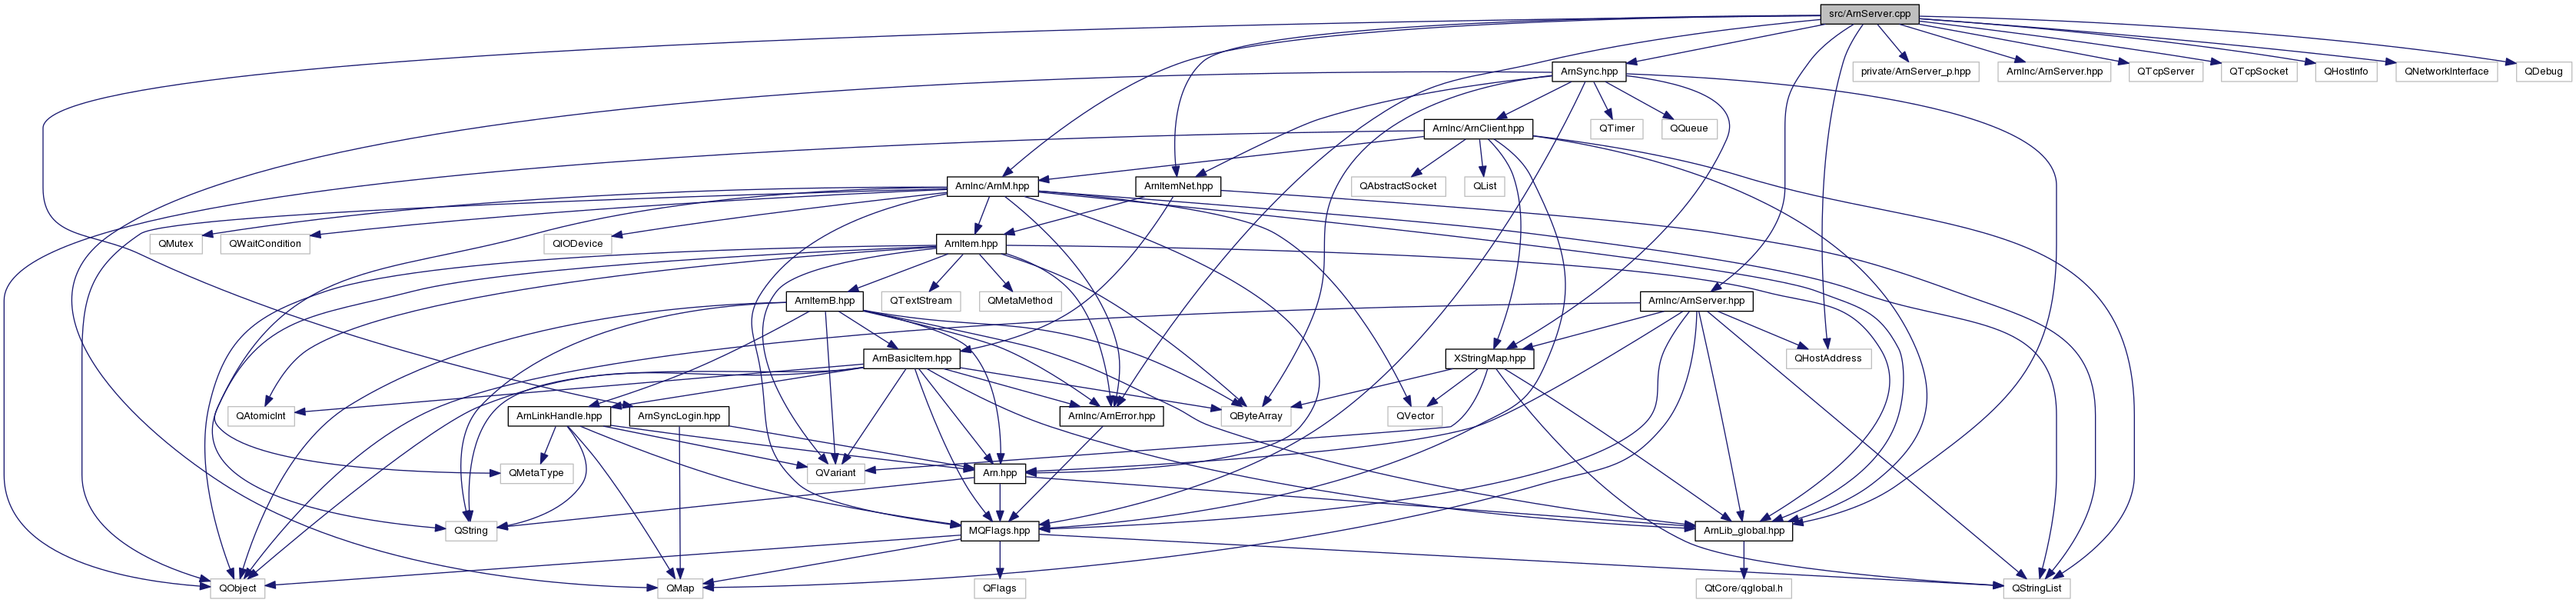 src/ArnServer.cpp
ArnSync.hpp
private/ArnServer_p.hpp
ArnInc/ArnServer.hpp
QTcpServer
QTcpSocket
QHostInfo
QNetworkInterface
QDebug
ArnInc/ArnClient.hpp
QTimer
QQueue
ArnInc/ArnM.hpp
ArnItemNet.hpp
QAbstractSocket
QList
QMutex
QWaitCondition
QIODevice
ArnItem.hpp
ArnItemB.hpp
QTextStream
QMetaMethod
ArnInc/ArnServer.hpp
ArnBasicItem.hpp
XStringMap.hpp
QHostAddress
QAtomicInt
ArnLinkHandle.hpp
ArnSyncLogin.hpp
ArnInc/ArnError.hpp
QByteArray
QVector
QMetaType
QVariant
Arn.hpp
QString
MQFlags.hpp
ArnLib_global.hpp
QObject
QMap
QFlags
QtCore/qglobal.h
QStringList